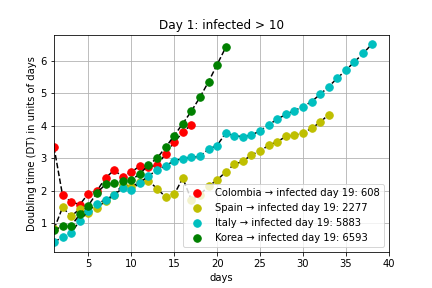 Day 1: infected > 10
Doubling time (DT) in units of days
6
5
4
3
2
1
Colombia → infected day 19: 608
Spain → infected day 19: 2277
Italy → infected day 19: 5883
Korea → infected day 19: 6593
5 10 15 20 25 30 35 40
days